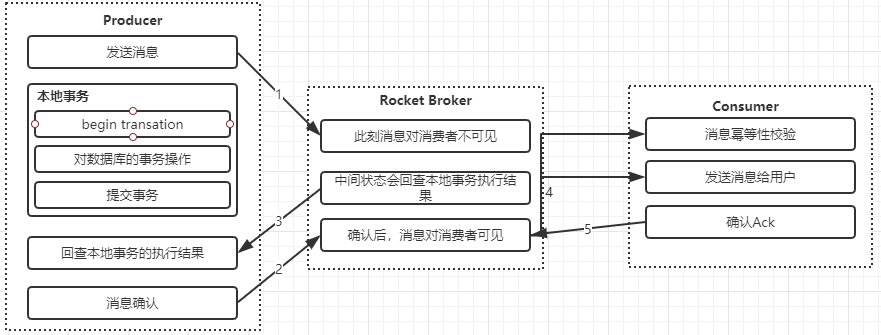 Producer
发送消息
1
本地事务
begin transation
对数据库的事务操作
提交事务
回查本地事务的执行结果
消息确认
Rocket Broker
此刻消息对消费者不可见
中间状态会回查本地事务执行结
果
3
确认后，消息对消费者可见
2
4
5
Consumer
消息幂等性校验
发送消息给用户
确认Ack